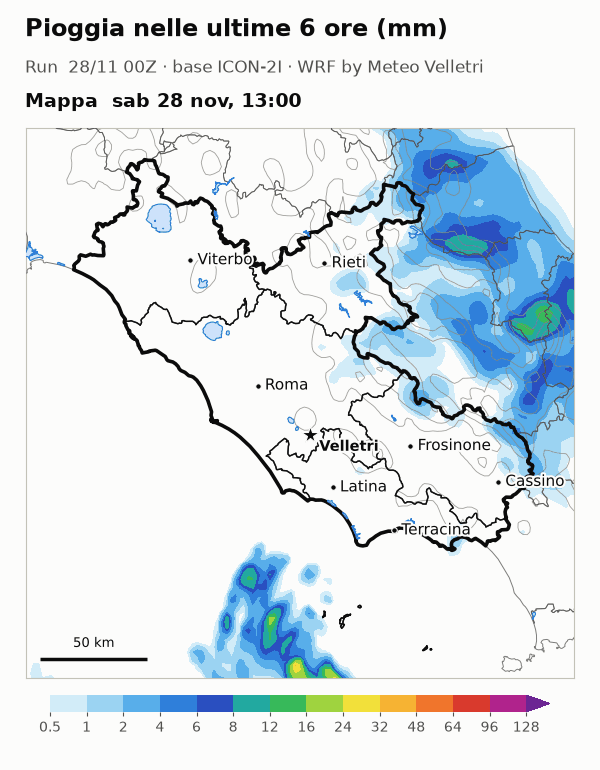 Pioggia nelle ultime 6 ore (mm)
Run  28/11 00Z · base ICON-2I · WRF by Meteo Velletri
Mappa  sab 28 nov, 13:00
Viterbo
Rieti
Roma
Velletri
Frosinone
Cassino
Latina
Terracina
50 km
0.5 1 2 4 6 8 12 16 24 32 48 64 96 128